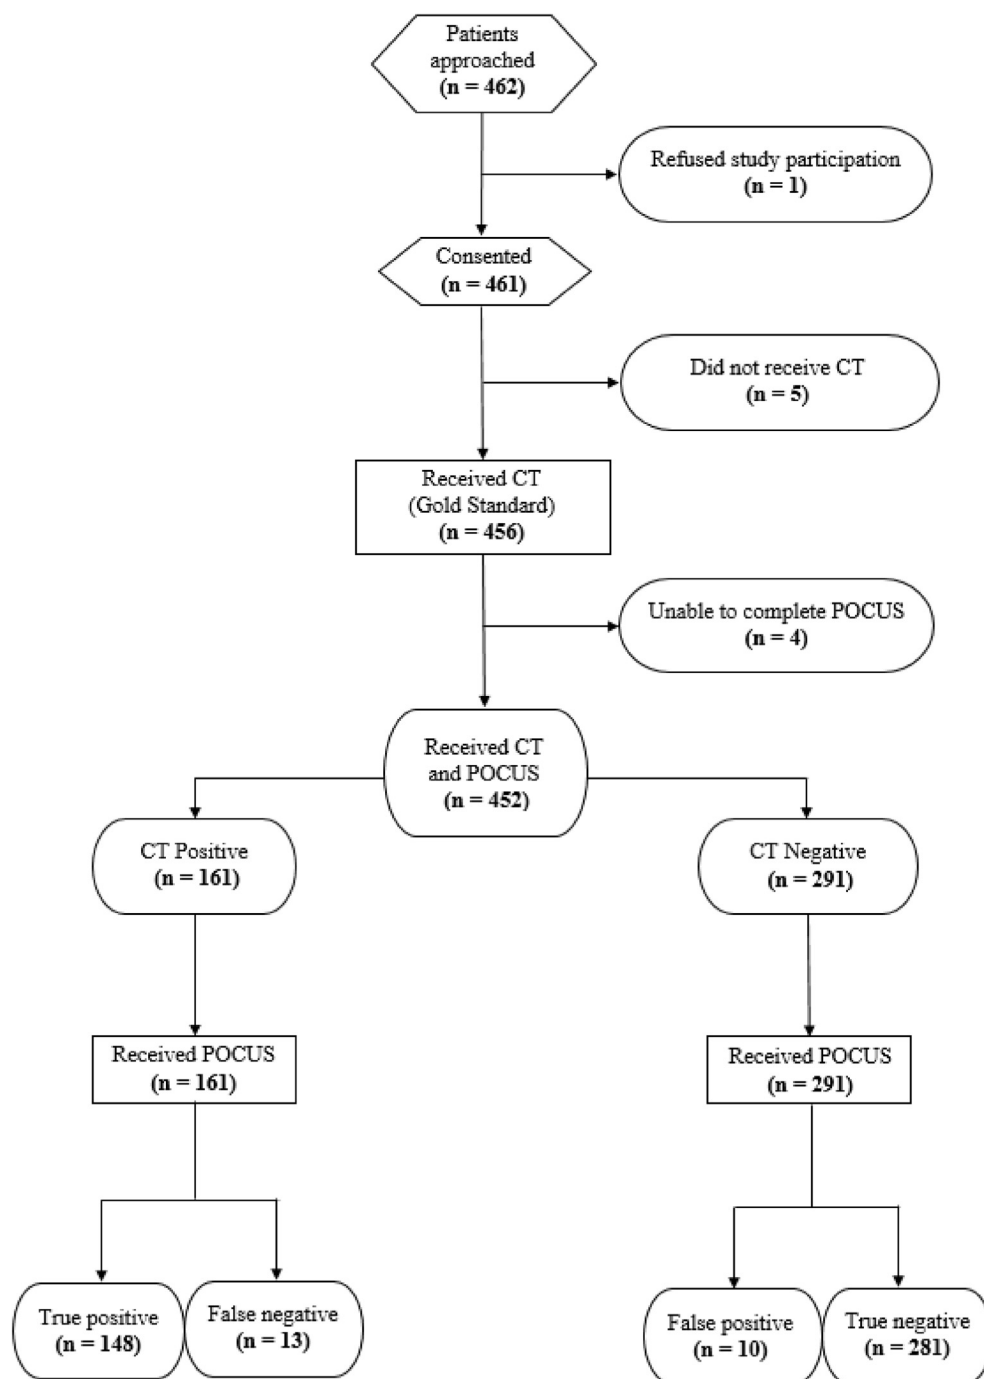 Patients
approached
(n = 462)
Refused study participation
(n = 1)
Consented
(n = 461)
Did not receive CT
(n = 5)
Received CT
(Gold Standard)
(n = 456)
Unable to complete POCUS
(n = 4)
Received CT
and POCUS
(n = 452)
CT Positive
(n = 161)
CT Negative
(n = 291)
Received POCUS
(n = 161)
Received POCUS
(n = 291)
True positive
(n = 148)
False negative
(n = 13)
False positive
(n = 10)
True negative
(n = 281)